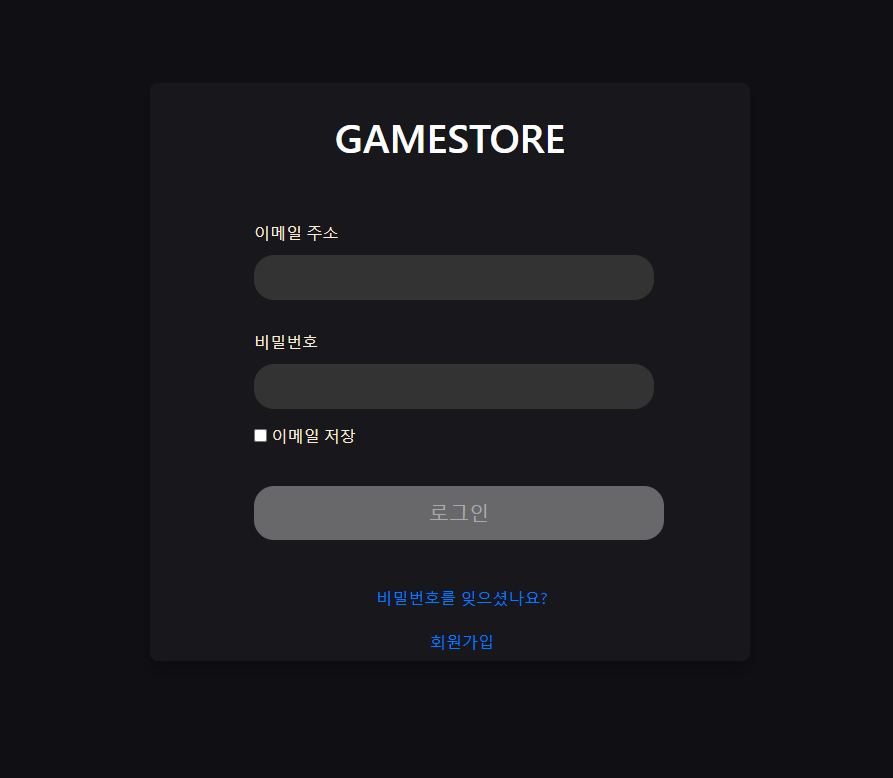 GAMESTORE
이메일 주소
비밀번호
이메일 저장
로그인
비밀번호를 잊으셨나요?
회원가입